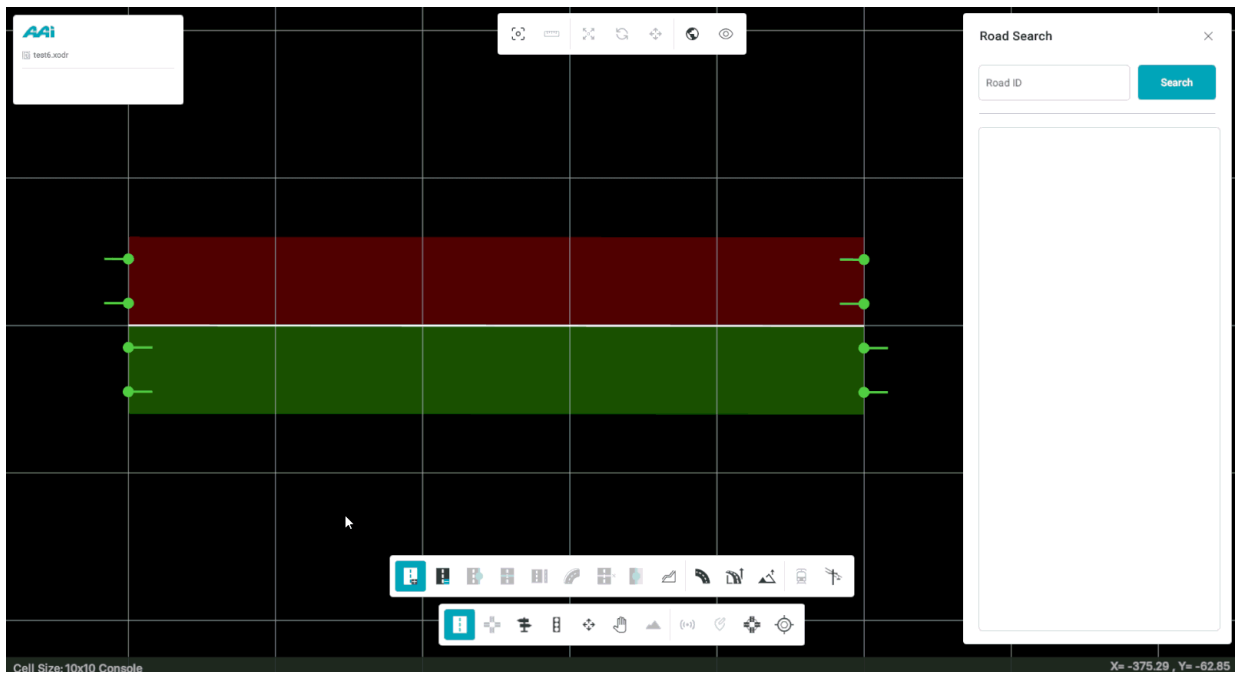 AAi
test6.xodr
Road Search
Road ID
Search
Cell Size: 10x10 Console
X= -375.29 , Y= -62.85